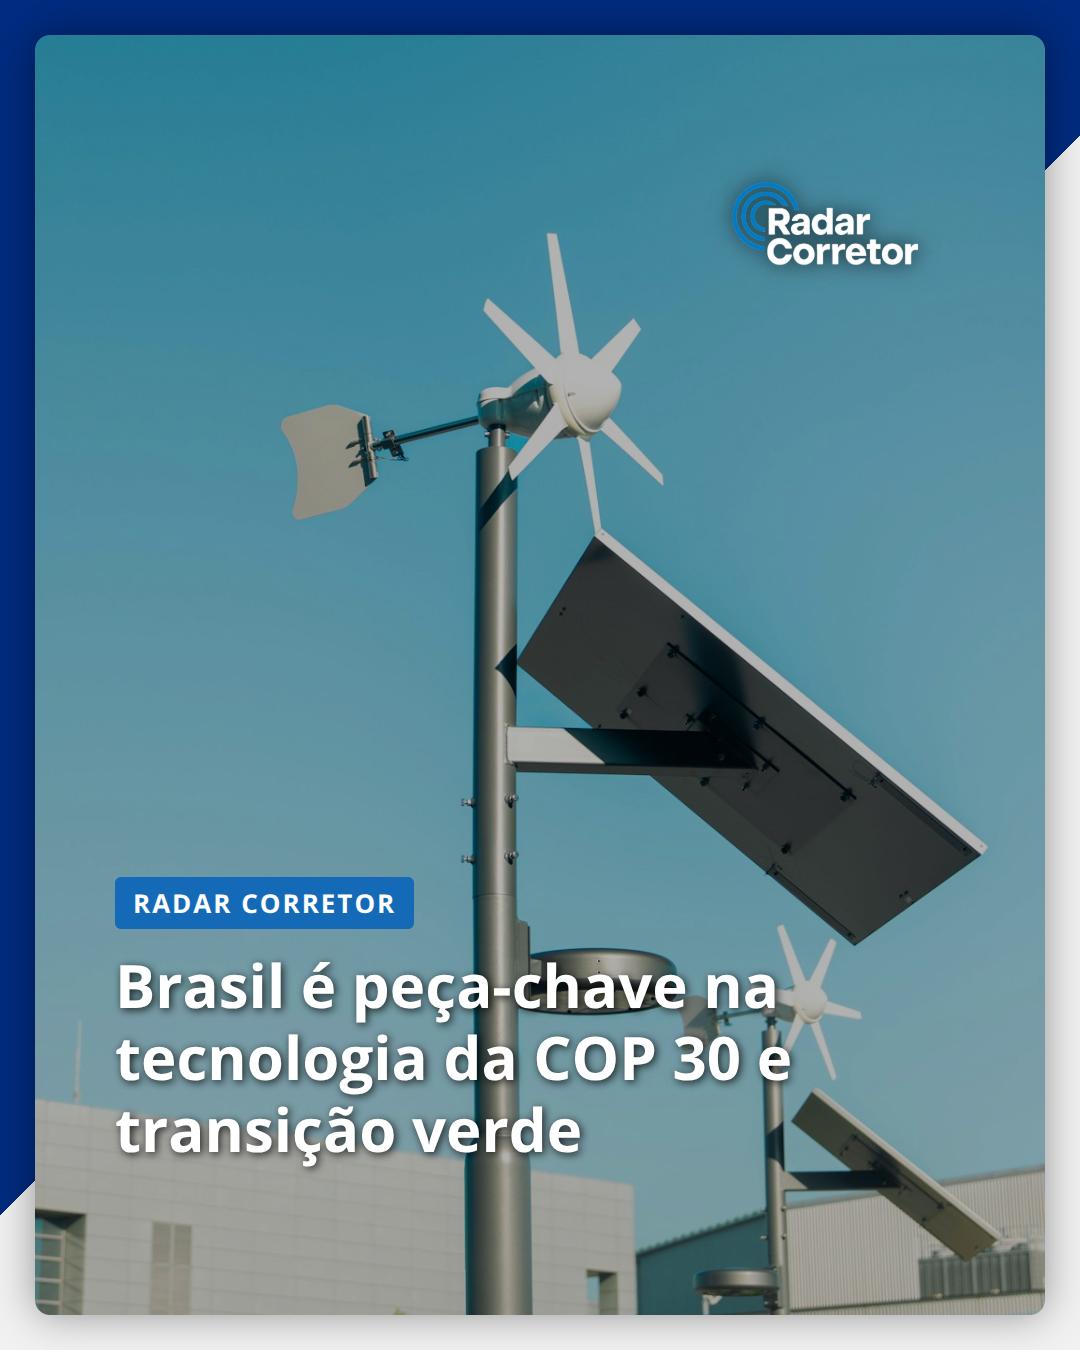 Radar
Corretor
RADAR CORRETOR
Brasil é peça-chave na
tecnologia da COP 30 e
transição verde